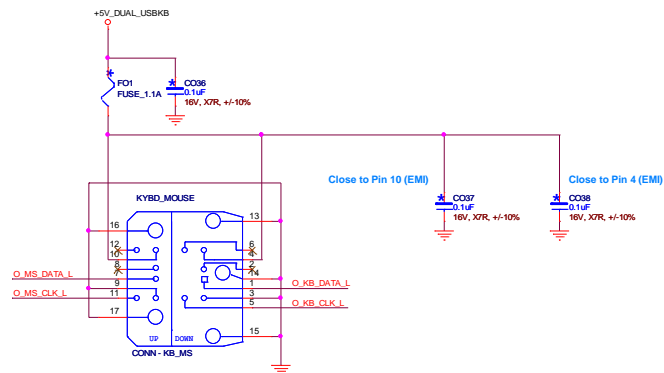 +5V_DUAL_USBKB
FO1
FUSE_1.1A
CO36
0.1uF
16V, X7R, +/-10%
Close to Pin 10 (EMI)
Close to Pin 4 (EMI)
CO37
0.1uF
16V, X7R, +/-10%
CO38
0.1uF
16V, X7R, +/-10%
KYBD_MOUSE
16
13
12
6
10
4
8
2
O_MS_DATA_L
7
14
9
1
O_KB_DATA_L
O_MS_CLK_L
11
3
5
O_KB_CLK_L
17
15
UP
DOWN
CONN - KB_MS